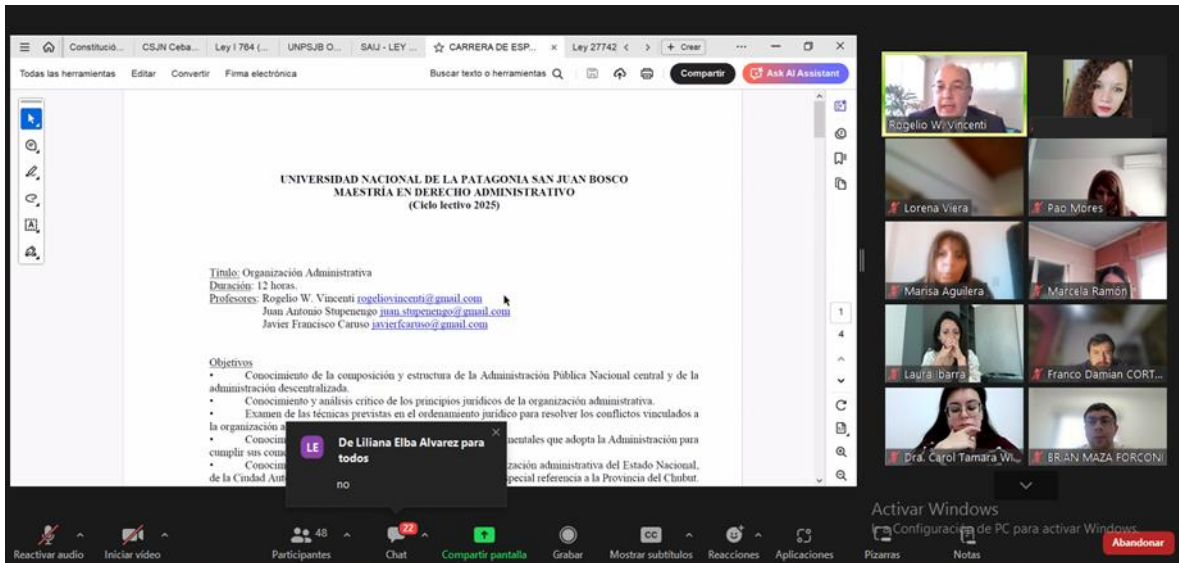 Constitució...
CSJN Ceba...
Ley I 764 (...
UNPSJB O...
SAIJ - LEY ...
CARRERA DE ESP...
Ley 27742
+ Crear
Todas las herramientas
Editar
Convertir
Firma electrónica
Buscar texto o herramientas
Compartir
Ask AI Assistant
UNIVERSIDAD NACIONAL DE LA PATAGONIA SAN JUAN BOSCO
MAESTRÍA EN DERECHO ADMINISTRATIVO
(Ciclo lectivo 2025)
Título: Organización Administrativa
Duración: 12 horas.
Profesores: Rogelio W. Vincenti rogeliovincenti@gmail.com
Juan Antonio Stupenengo juan.stupenengo@gmail.com
Javier Francisco Caruso javierfcaruso@gmail.com
Objetivos
• Conocimiento de la composición y estructura de la Administración Pública Nacional central y de la
administración descentralizada.
• Conocimiento y análisis crítico de los principios jurídicos de la organización administrativa.
• Examen de las técnicas previstas en el ordenamiento jurídico para resolver los conflictos vinculados a
la organización a
• Conocim mentales que adopta la Administración para
cumplir sus come
• Conocim zación administrativa del Estado Nacional,
de la Ciudad Aut special referencia a la Provincia del Chubut.
1
4
LE
De Liliana Elba Alvarez para
todos
no
Rogelio W. Vincenti
Lorena Viera
Pao Mores
Marisa Aguilera
Marcela Ramón
Laura Ibarra
Franco Damian CORT...
Dra. Carol Tamara Wi...
BRIAN MAZA FORCONI
Activar Windows
Configuración de PC para activar Windows.
Reactivar audio
Iniciar video
48
Participantes
22
Chat
Compartir pantalla
Grabar
CC
Mostrar subtítulos
Reacciones
Aplicaciones
Pizarras
Notas
Abandonar